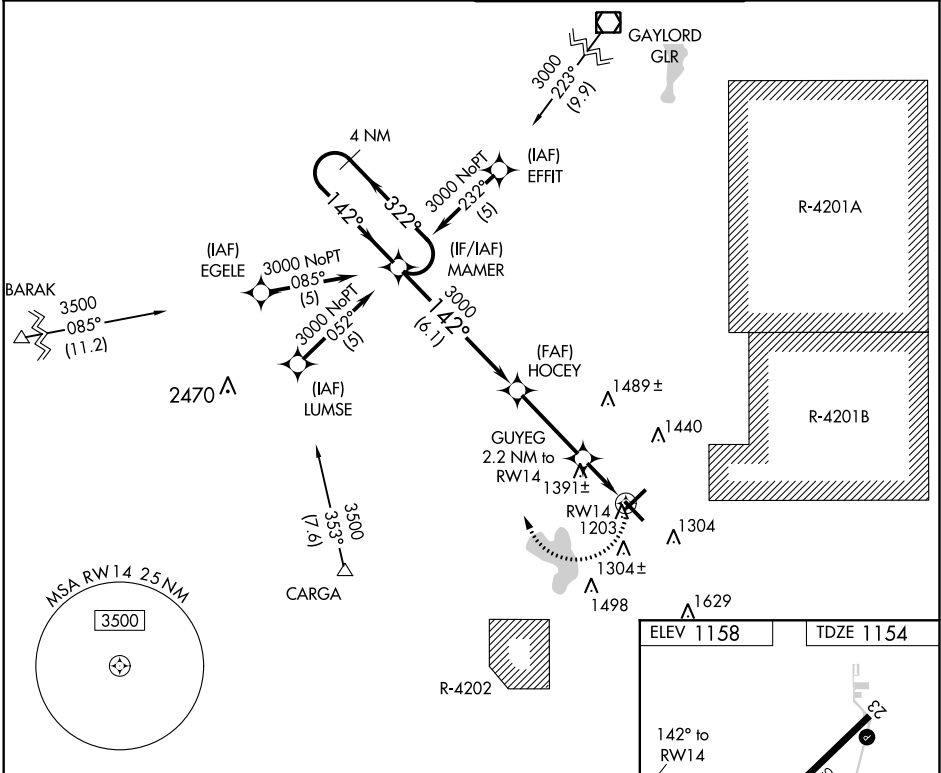 GAYLORD
GLR
3000
223°
(9.9)
4 NM
(IAF)
EFFIT
3000 NoPT
232°
(5)
142°
322°
R-4201A
(IAF)
EGELE
3000 NoPT
085°
(5)
(IF/IAF)
MAMER
BARAK
3500
085°
(11.2)
3000 NoPT
052°
(5)
3000
142°
(6.1)
(IAF)
LUMSE
2470
(FAF)
HOCEY
1489 ±
1440
R-4201B
GUYEG
2.2 NM to
RW14
1391±
RW14
1203
1304
1304±
1498
1629
3500
353°
(7.6)
CARGA
MSA RW14 25 NM
3500
R-4202
ELEV 1158
TDZE 1154
142° to
RW14
23
P